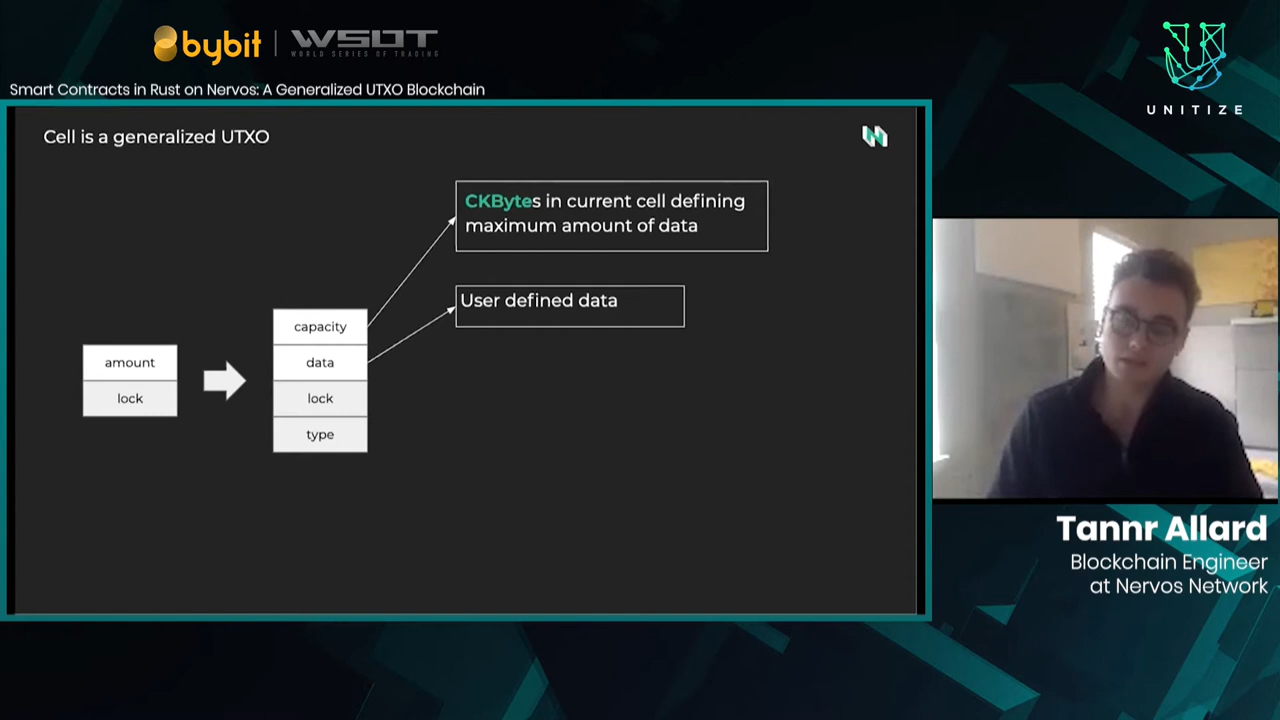 bybit | WSOT
WORLD SERIES OF TRADING
Smart Contracts in Rust on Nervos: A Generalized UTXO Blockchain
UNITIZE
Cell is a generalized UTXO
CKBytes in current cell defining
maximum amount of data
User defined data
amount
lock
capacity
data
lock
type
Tannr Allard
Blockchain Engineer
at Nervos Network